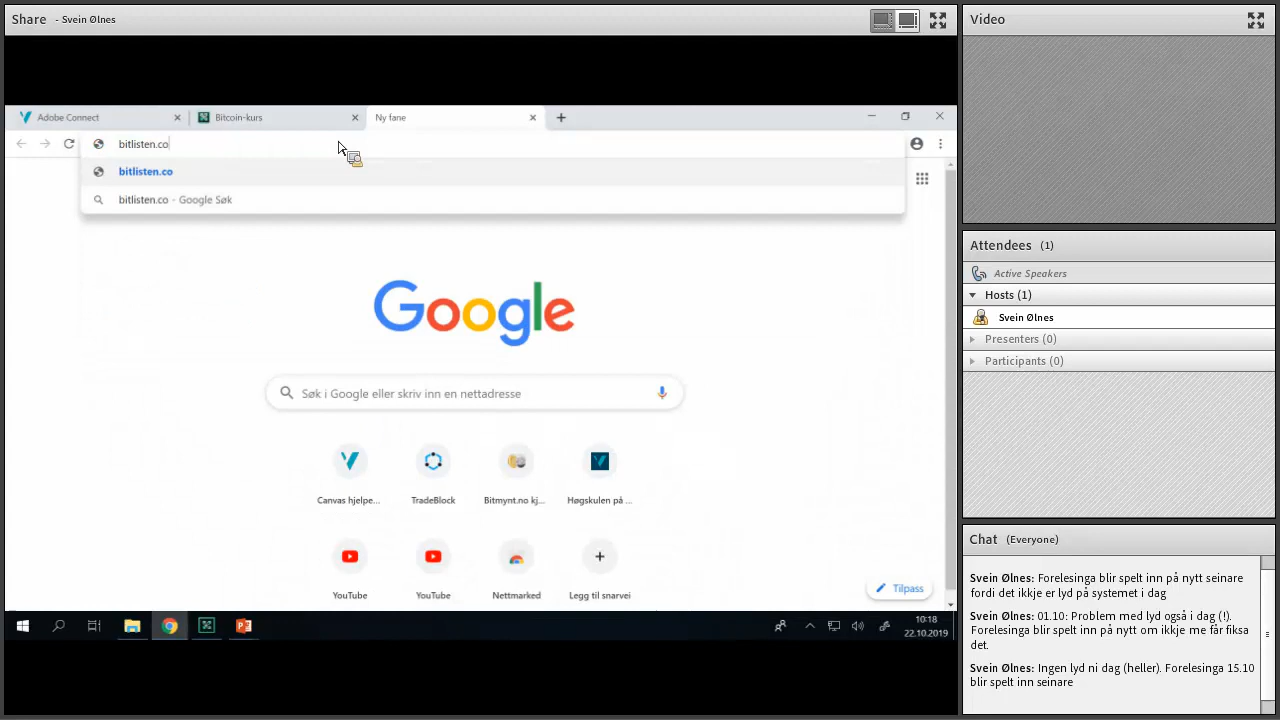 Share - Svein Ølnes
Video
Adobe Connect
Bitcoin-kurs
Ny fane
bitlisten.co
bitlisten.co
bitlisten.co - Google Søk
Google
Søk i Google eller skriv inn en nettadresse
Canvas hjelpe...
TradeBlock
Bitmynt.no kj...
Høgskulen på ...
YouTube
YouTube
Nettmarked
Legg til snarvei
Tilpass
10:18
22.10.2019
Attendees (1)
Active Speakers
Hosts (1)
Svein Ølnes
Presenters (0)
Participants (0)
Chat (Everyone)
Svein Ølnes: Forelesinga blir spelt inn på nytt seinare
fordi det ikkje er lyd på systemet i dag
Svein Ølnes: 01.10: Problem med lyd også i dag (!).
Forelesinga blir spelt inn på nytt om ikkje me får fiksa
det.
Svein Ølnes: Ingen lyd ni dag (heller). Forelesinga 15.10
blir spelt inn seinare